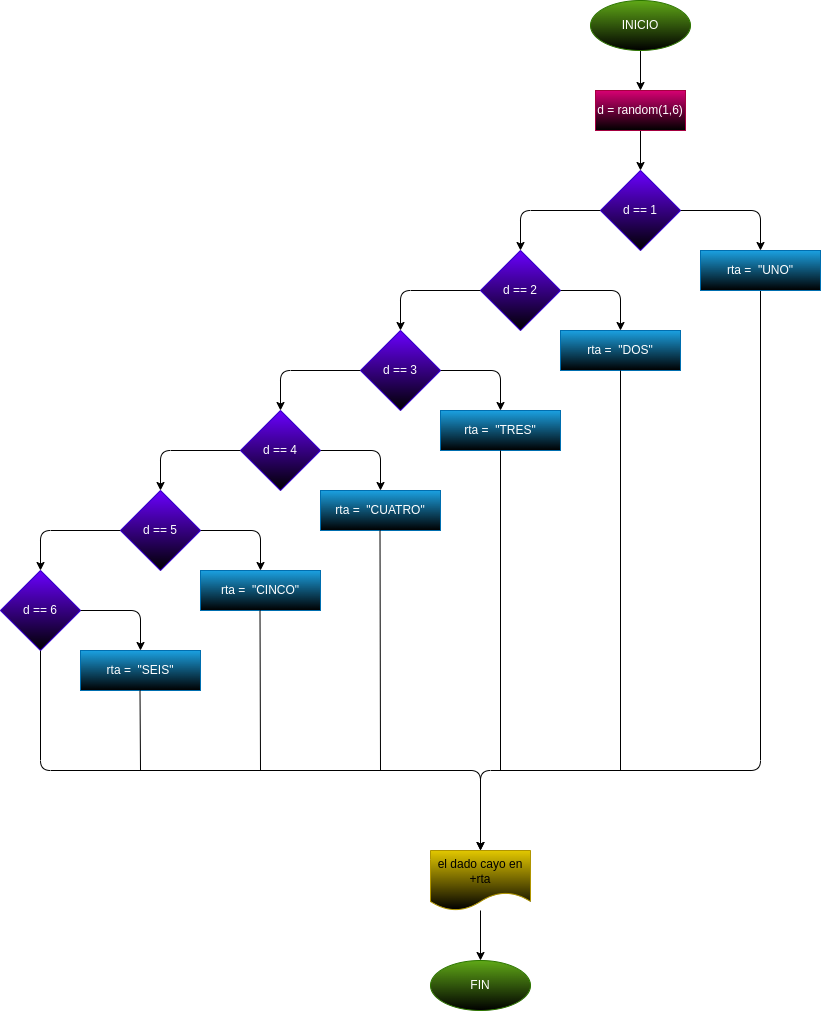 INICIO
d = random(1,6)
d == 1
rta =  "UNO"
d == 2
rta =  "DOS"
d == 3
rta =  "TRES"
d == 4
rta =  "CUATRO"
d == 5
rta =  "CINCO"
d == 6
rta =  "SEIS"
el dado cayo en
+rta
FIN